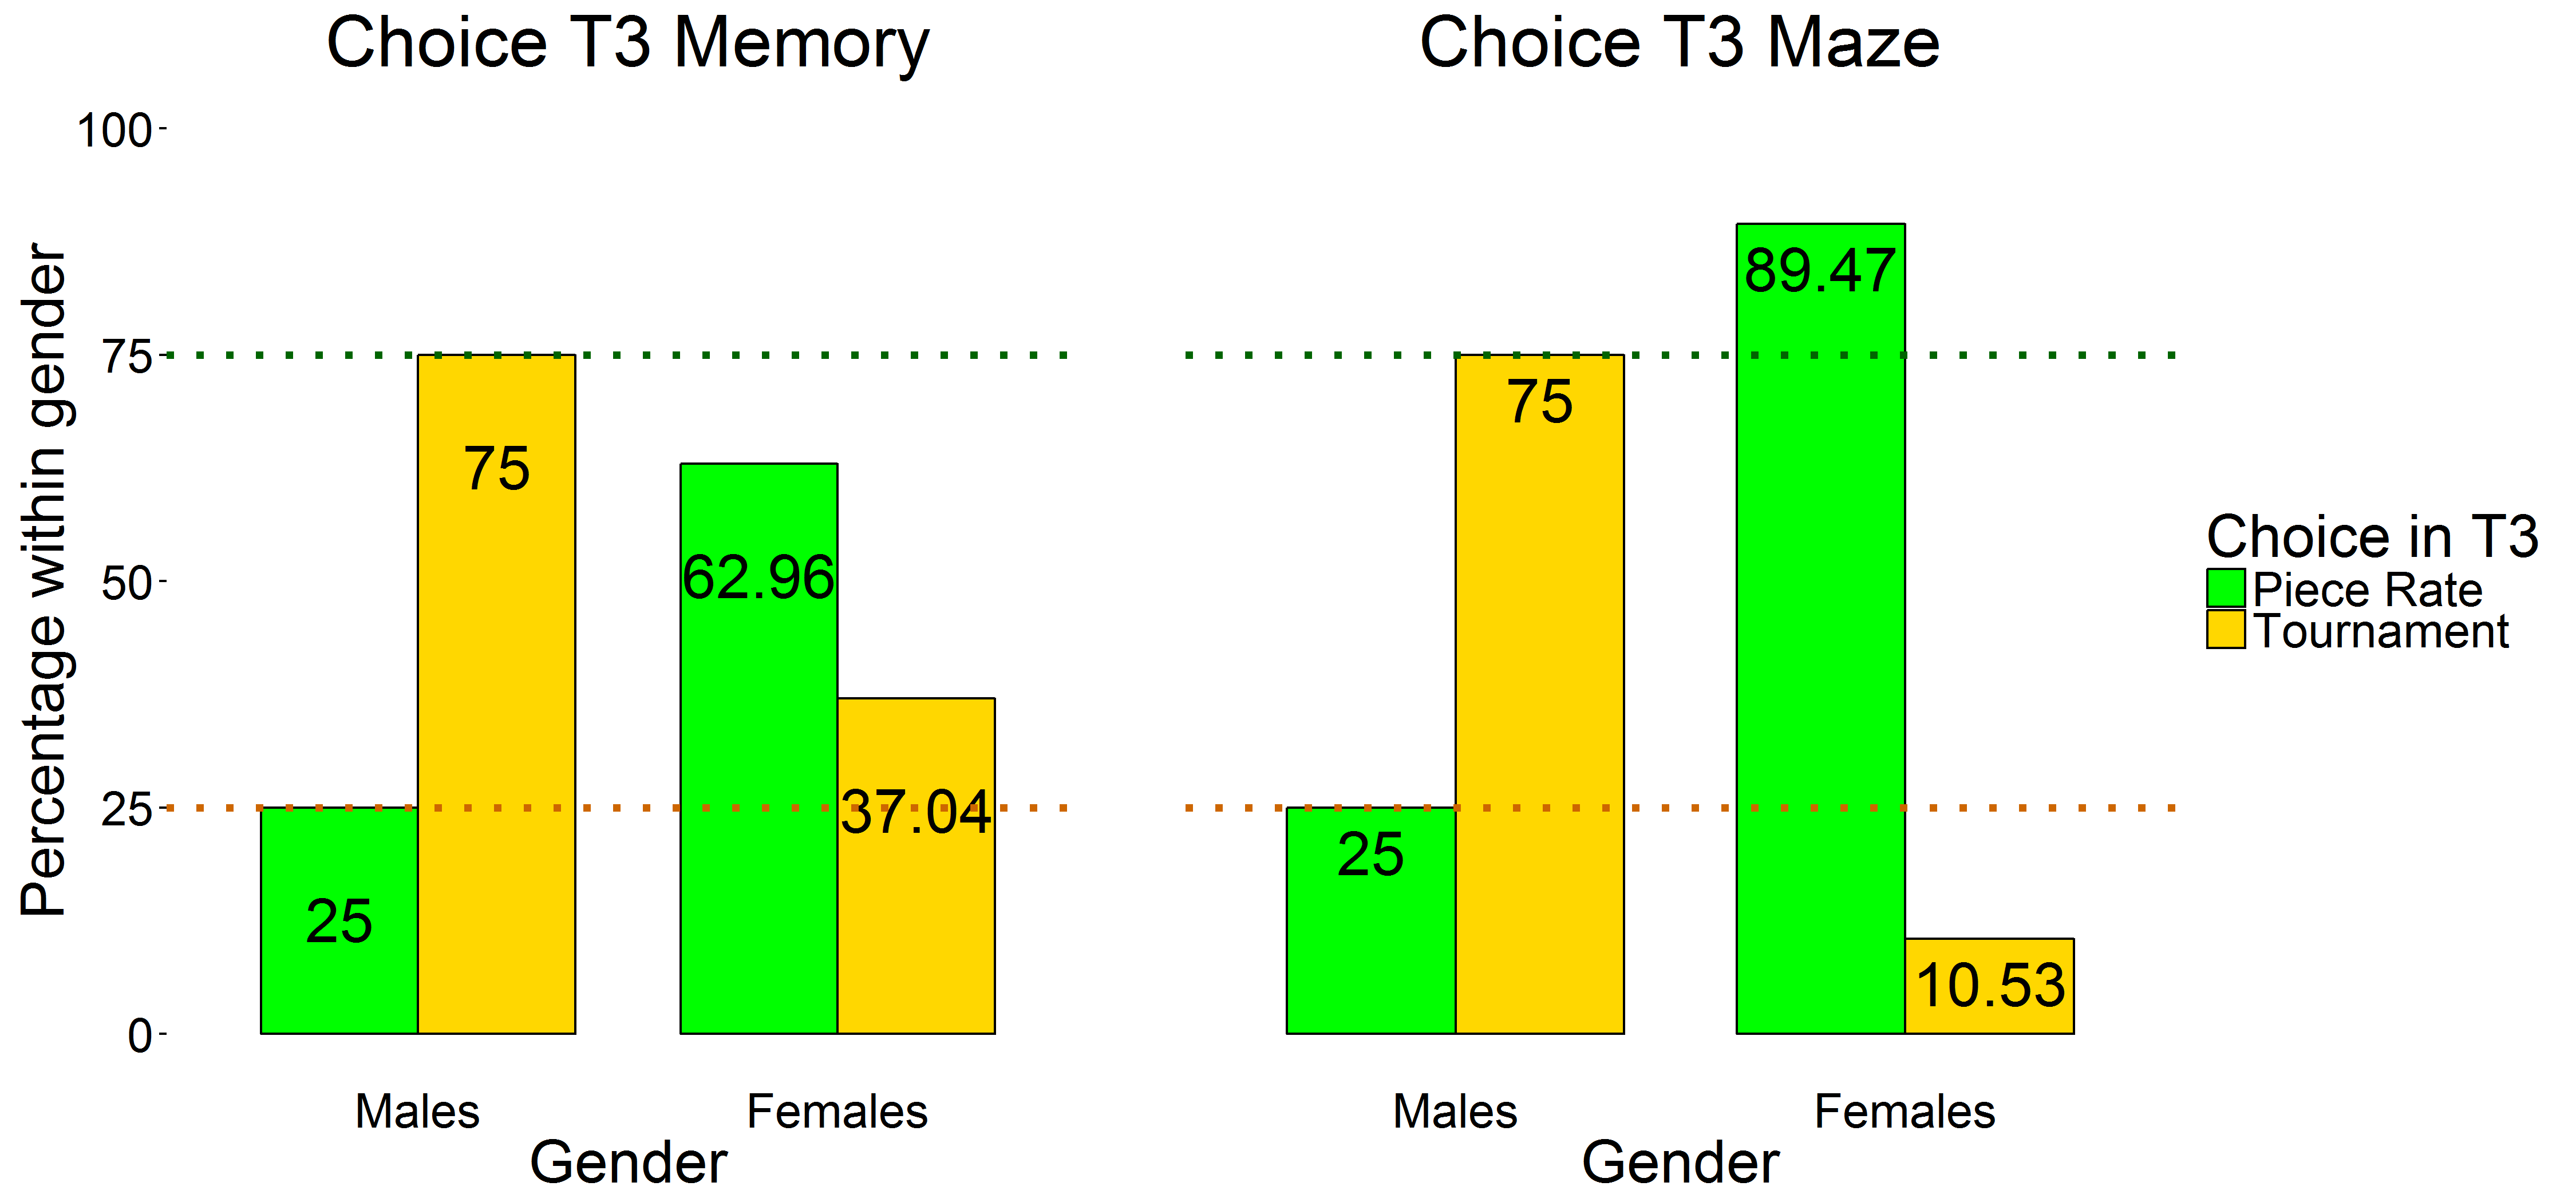 Choice T3 Memory
Choice T3 Maze
Percentage within gender
100
75
50
25
0
25
75
62.96
37.04
Males
Females
Gender
25
75
89.47
10.53
Males
Females
Gender
Choice in T3
Piece Rate
Tournament